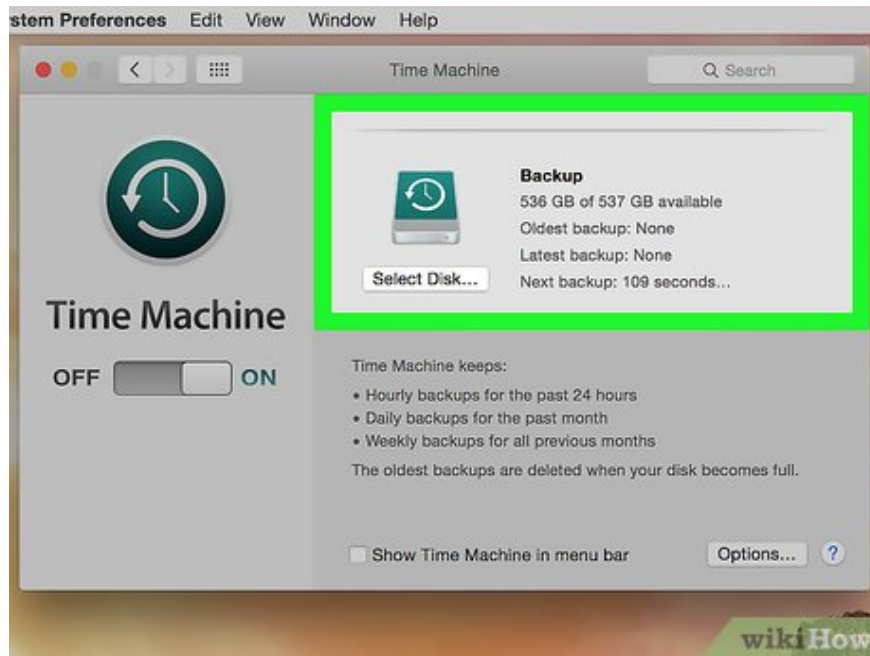 stem Preferences Edit View Window Help
Time Machine
Search
Backup
536 GB of 537 GB available
Oldest backup: None
Latest backup: None
Select Disk...
Next backup: 109 seconds...
Time Machine
OFF
ON
Time Machine keeps:
• Hourly backups for the past 24 hours
• Daily backups for the past month
• Weekly backups for all previous months
The oldest backups are deleted when your disk becomes full.
Show Time Machine in menu bar
Options...
?
wikiHow